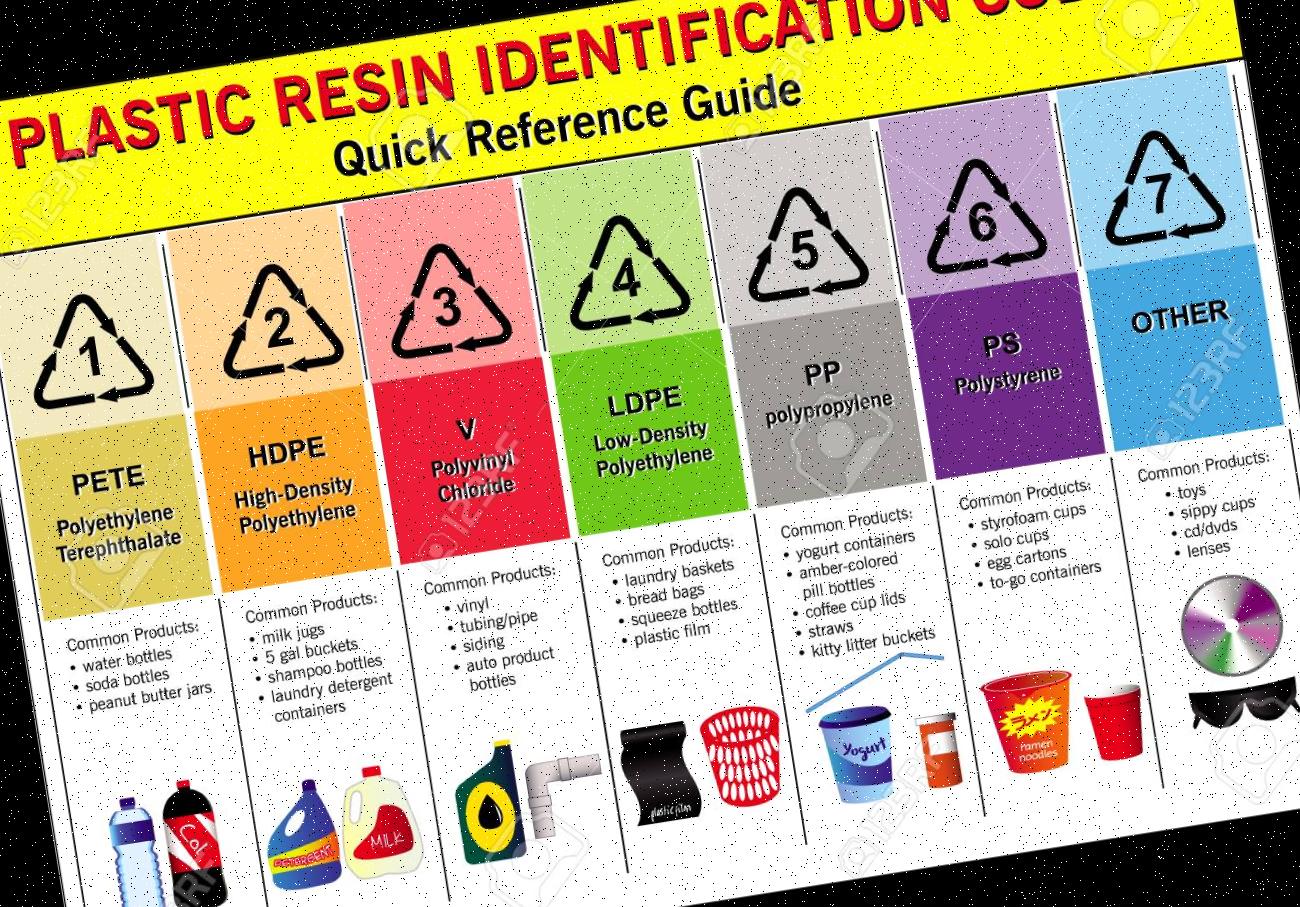 PLASTIC RESIN IDENTIFICATION
Quick Reference Guide
1
PETE
Polyethylene
Terephthalate
Common Products:
• water bottles
• soda bottles
• peanut butter jars
2
HDPE
High-Density
Polyethylene
Common Products:
• milk jugs
• 5 gal buckets
• shampoo bottles
• laundry detergent
containers
3
V
Polyvinyl
Chloride
Common Products:
• vinyl
• tubing/pipe
• siding
• auto product
bottles
4
LDPE
Low-Density
Polyethylene
Common Products:
• laundry baskets
• bread bags
• squeeze bottles
• plastic film
5
PP
polypropylene
Common Products:
• yogurt containers
• amber-colored
pill bottles
• coffee cup lids
• straws
• kitty litter buckets
6
PS
Polystyrene
Common Products:
• styrofoam cups
• solo cups
• egg cartons
• to-go containers
7
OTHER
Common Products:
• toys
• sippy cups
• cd/dvds
• lenses
Col
DETERGENT
MILK
plastic film
Yogurt
ラメン
ramen
noodles
123RF